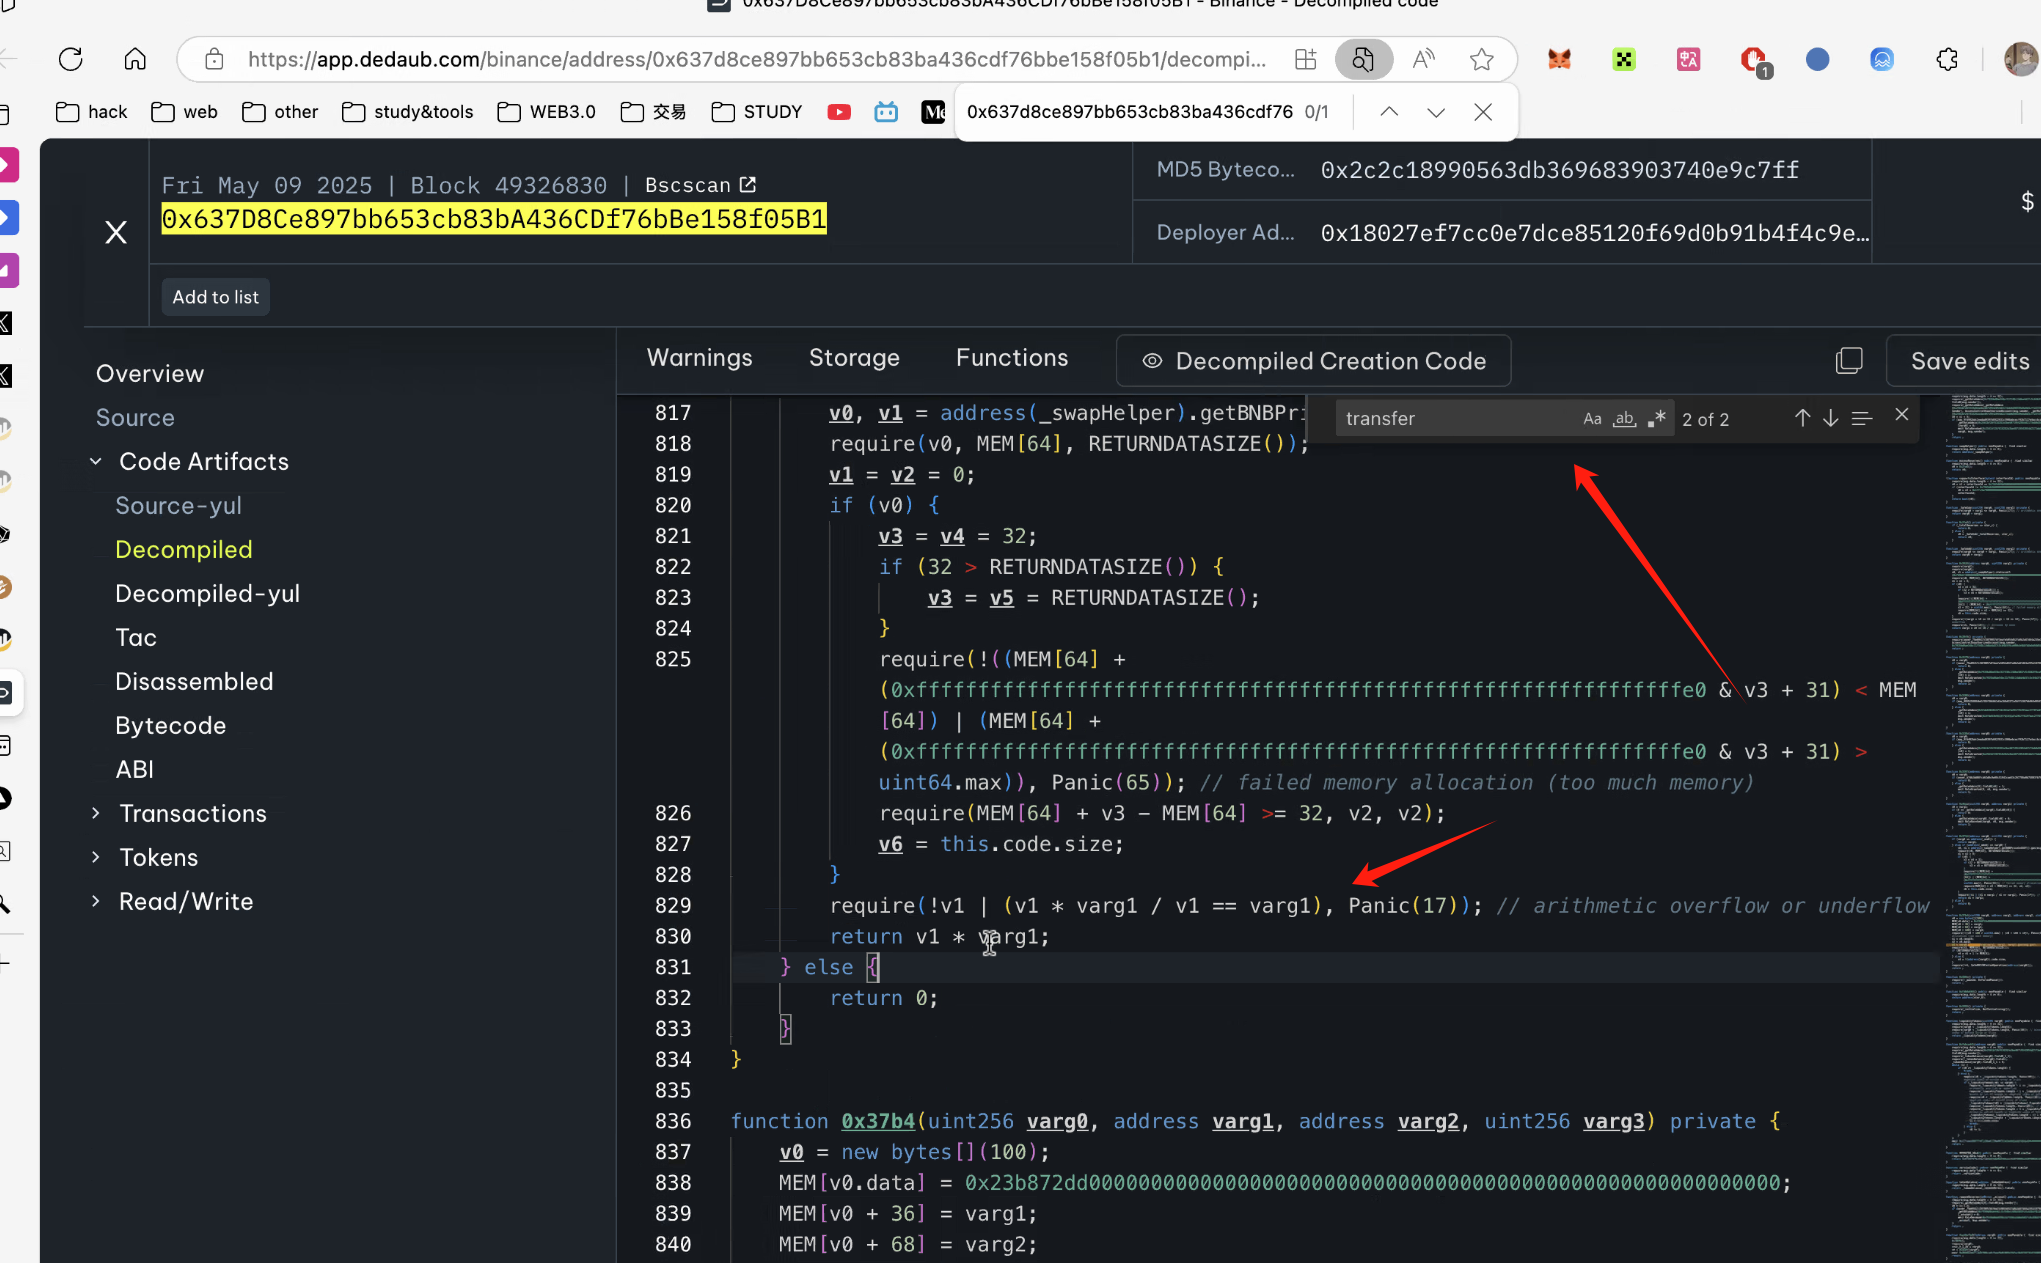 0x637D8Ce897bb653cb83bA436CDf76bBe158f05B1 - Binance - Decompiled code
https://app.dedaub.com/binance/address/0x637d8ce897bb653cb83ba436cdf76bbe158f05b1/decompi...
1
hack
web
other
study&tools
WEB3.0
交易
STUDY
0x637d8ce897bb653cb83ba436cdf76 0/1
Fri May 09 2025 | Block 49326830 | Bscscan
0x637D8Ce897bb653cb83bA436CDf76bBe158f05B1
MD5 Byteco... 0x2c2c18990563db369683903740e9c7ff
Deployer Ad... 0x18027ef7cc0e7dce85120f69d0b91b4f4c9e...
$
Add to list
Overview
Source
Code Artifacts
Source-yul
Decompiled
Decompiled-yul
Tac
Disassembled
Bytecode
ABI
Transactions
Tokens
Read/Write
Warnings Storage Functions Decompiled Creation Code Save edits
transfer Aa ab .* 2 of 2
817 v0, v1 = address(_swapHelper).getBNBPri
818 require(v0, MEM[64], RETURNDATASIZE());
819 v1 = v2 = 0;
820 if (v0) {
821 v3 = v4 = 32;
822 if (32 > RETURNDATASIZE()) {
823 v3 = v5 = RETURNDATASIZE();
824 }
825 require(!((MEM[64] +
(0xffffffffffffffffffffffffffffffffffffffffffffffffffffffffffffffe0 & v3 + 31) < MEM
[64]) | (MEM[64] +
(0xffffffffffffffffffffffffffffffffffffffffffffffffffffffffffffffe0 & v3 + 31) >
uint64.max)), Panic(65)); // failed memory allocation (too much memory)
826 require(MEM[64] + v3 - MEM[64] >= 32, v2, v2);
827 v6 = this.code.size;
828 }
829 require(!v1 | (v1 * varg1 / v1 == varg1), Panic(17)); // arithmetic overflow or underflow
830 return v1 * varg1;
831 } else {
832 return 0;
833 }
834 }
835
836 function 0x37b4(uint256 varg0, address varg1, address varg2, uint256 varg3) private {
837 v0 = new bytes[](100);
838 MEM[v0.data] = 0x23b872dd00000000000000000000000000000000000000000000000000000000;
839 MEM[v0 + 36] = varg1;
840 MEM[v0 + 68] = varg2;